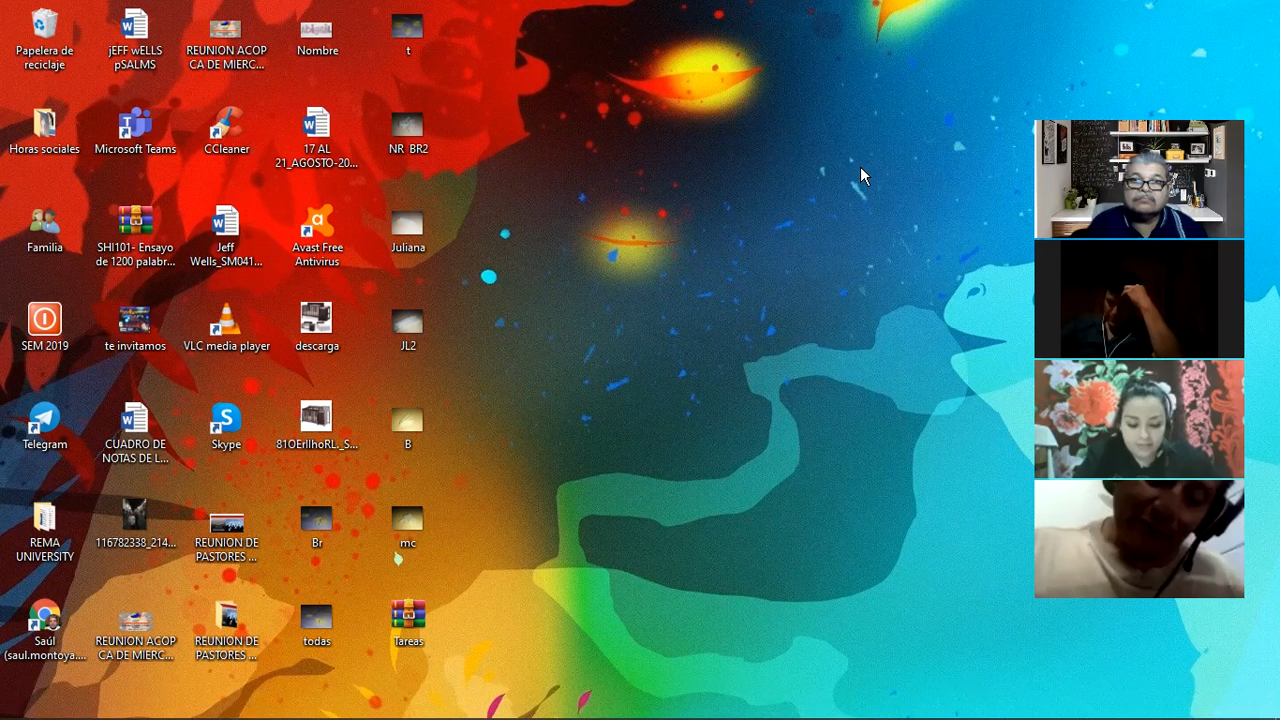 Papelera de
reciclaje
jEFF wELLS
pSALMS
REUNION ACOP
CA DE MIERC...
Nombre
t
Horas sociales
Microsoft Teams
CCleaner
17 AL
21_AGOSTO-20...
NR_BR2
Familia
SHI101- Ensayo
de 1200 palabr...
Jeff
Wells_SM041...
Avast Free
Antivirus
Juliana
SEM 2019
te invitamos
VLC media player
descarga
JL2
Telegram
CUADRO DE
NOTAS DE L...
Skype
B
REMA
UNIVERSITY
116782338_214...
REUNION DE
PASTORES ...
Br
mc
Saúl
(saul.montoya....
REUNION ACOP
CA DE MIERC...
REUNION DE
PASTORES ...
todas
Tareas